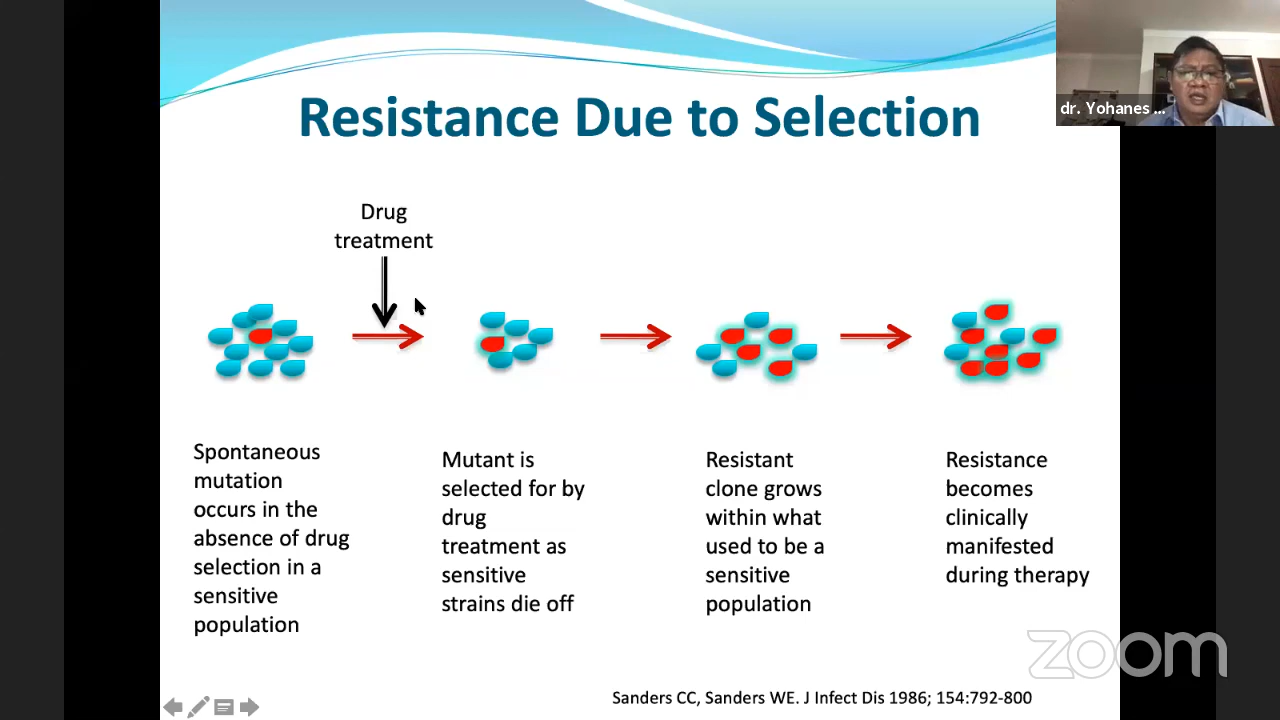 Resistance Due to Selection
dr. Yohanes ...
Drug
treatment
Spontaneous
mutation
occurs in the
absence of drug
selection in a
sensitive
population
Mutant is
selected for by
drug
treatment as
sensitive
strains die off
Resistant
clone grows
within what
used to be a
sensitive
population
Resistance
becomes
clinically
manifested
during therapy
zoom
Sanders CC, Sanders WE. J Infect Dis 1986; 154:792-800